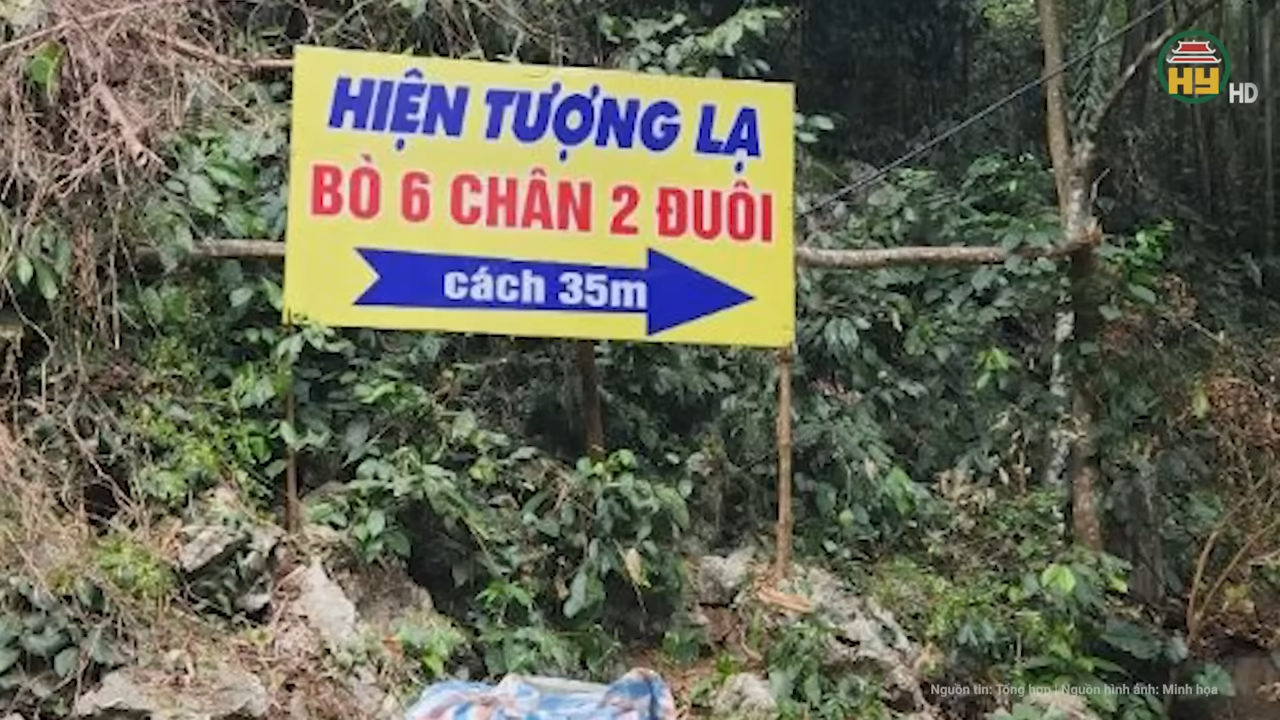 HIỆN TƯỢNG LẠ
BÒ 6 CHÂN 2 ĐUÔI
cách 35m
HY HD
Nguồn tin: Tổng hợp | Nguồn hình ảnh: Minh họa